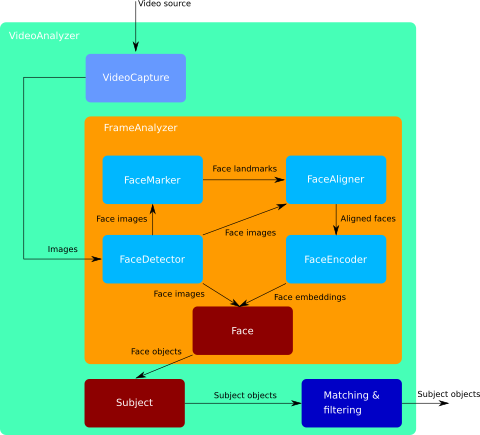 Video source
VideoAnalyzer
VideoCapture
FrameAnalyzer
Face landmarks
FaceMarker
FaceAligner
Face images
Aligned faces
Face images
Images
FaceDetector
FaceEncoder
Face images
Face embeddings
Face
Face objects
Subject
Subject objects
Matching &
filtering
Subject objects